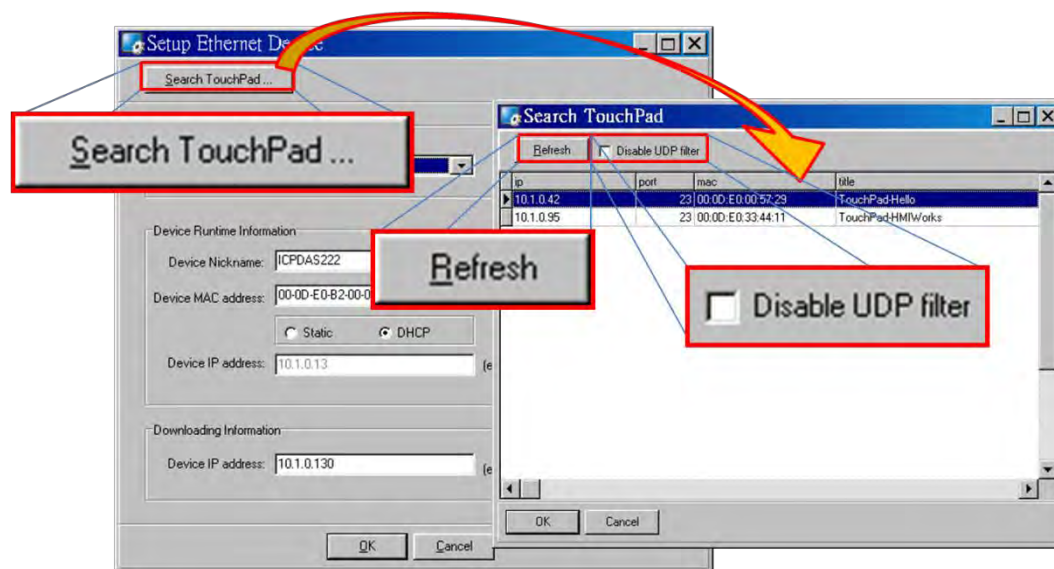 Setup Ethernet Device
Search TouchPad ...
Search TouchPad ...
Device Runtime Information
Device Nickname: ICPDAS222
Device MAC address: 00-0D-E0-B2-00-0
Static DHCP
Device IP address: 10.1.0.13 (e
Downloading Information
Device IP address: 10.1.0.130 (e
OK Cancel
Search TouchPad
Refresh Disable UDP filter
ip port mac title
10.1.0.42 23 00:0D:E0:00:57:29 TouchPad-Hello
10.1.0.95 23 00:0D:E0:33:44:11 TouchPad-HMIWorks
Refresh
Disable UDP filter
OK Cancel